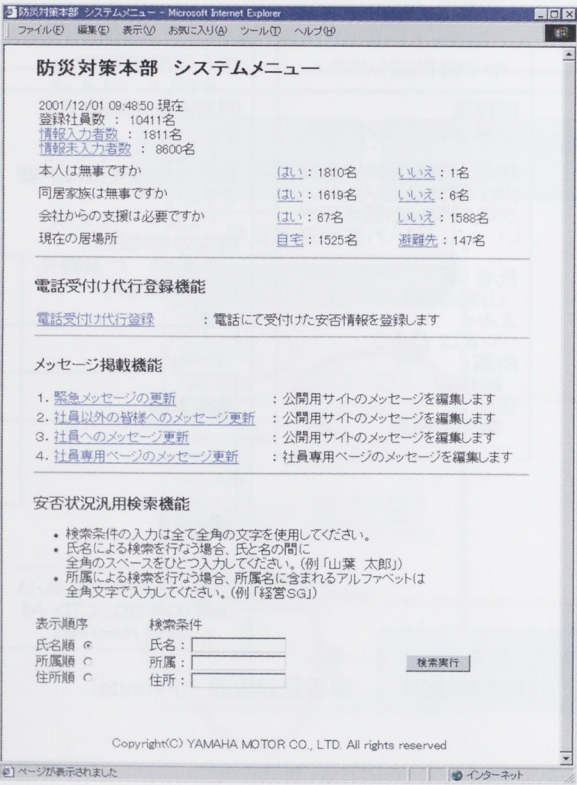 防災対策本部 システムメニュー - Microsoft Internet Explorer
ファイル(F) 編集(E) 表示(V) お気に入り(A) ツール(T) ヘルプ(H)
防災対策本部 システムメニュー
2001/12/01 09:48:50 現在
登録社員数 : 10411名
情報入力者数 : 1811名
情報未入力者数 : 8600名
本人は無事ですか はい : 1810名 いいえ : 1名
同居家族は無事ですか はい : 1619名 いいえ : 6名
会社からの支援は必要ですか はい : 67名 いいえ : 1588名
現在の居場所 自宅 : 1525名 避難先 : 147名
電話受付け代行登録機能
電話受付け代行登録 : 電話にて受付けた安否情報を登録します
メッセージ掲載機能
1. 緊急メッセージの更新 : 公開用サイトのメッセージを編集します
2. 社員以外の皆様へのメッセージ更新 : 公開用サイトのメッセージを編集します
3. 社員へのメッセージ更新 : 公開用サイトのメッセージを編集します
4. 社員専用ページのメッセージ更新 : 社員専用ページのメッセージを編集します
安否状況汎用検索機能
• 検索条件の入力は全て全角の文字を使用してください。
• 氏名による検索を行なう場合、氏と名の間に
全角のスペースをひとつ入力してください。(例「山葉 太郎」)
• 所属による検索を行なう場合、所属名に含まれるアルファベットは
全角文字で入力してください。(例「経営SG」)
表示順序 検索条件
氏名順 氏名 :
所属順 所属 : 検索実行
住所順 住所 :
Copyright(C) YAMAHA MOTOR CO., LTD. All rights reserved
ページが表示されました インターネット